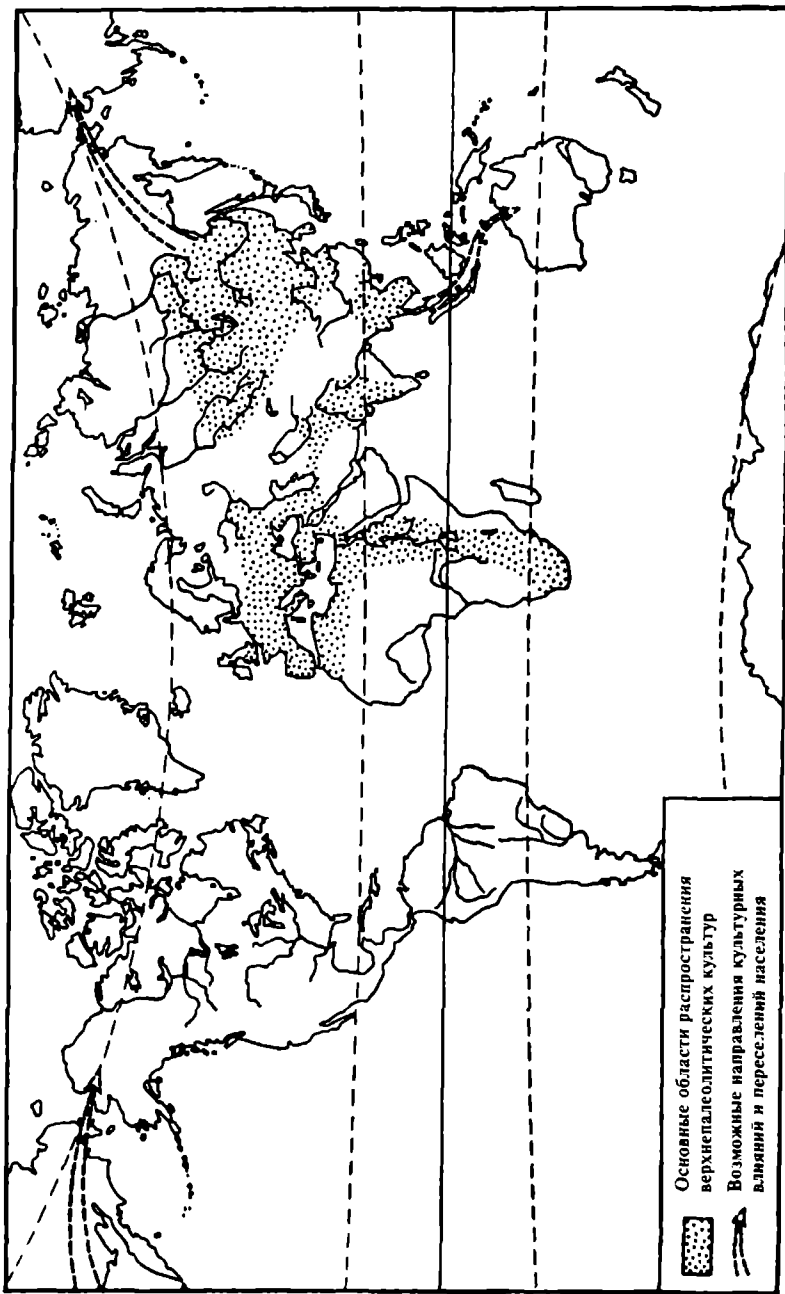 Основные области распространения
верхнепалеолитических культур
Возможные направления культурных
влияний и переселений населения